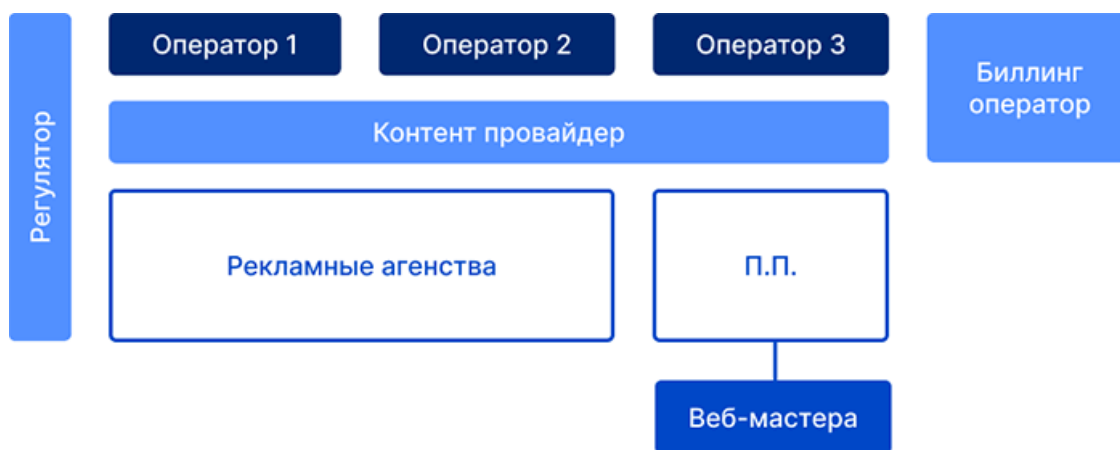 Регулятор
Оператор 1
Оператор 2
Оператор 3
Биллинг
оператор
Контент провайдер
Рекламные агенства
П.П.
Веб-мастера